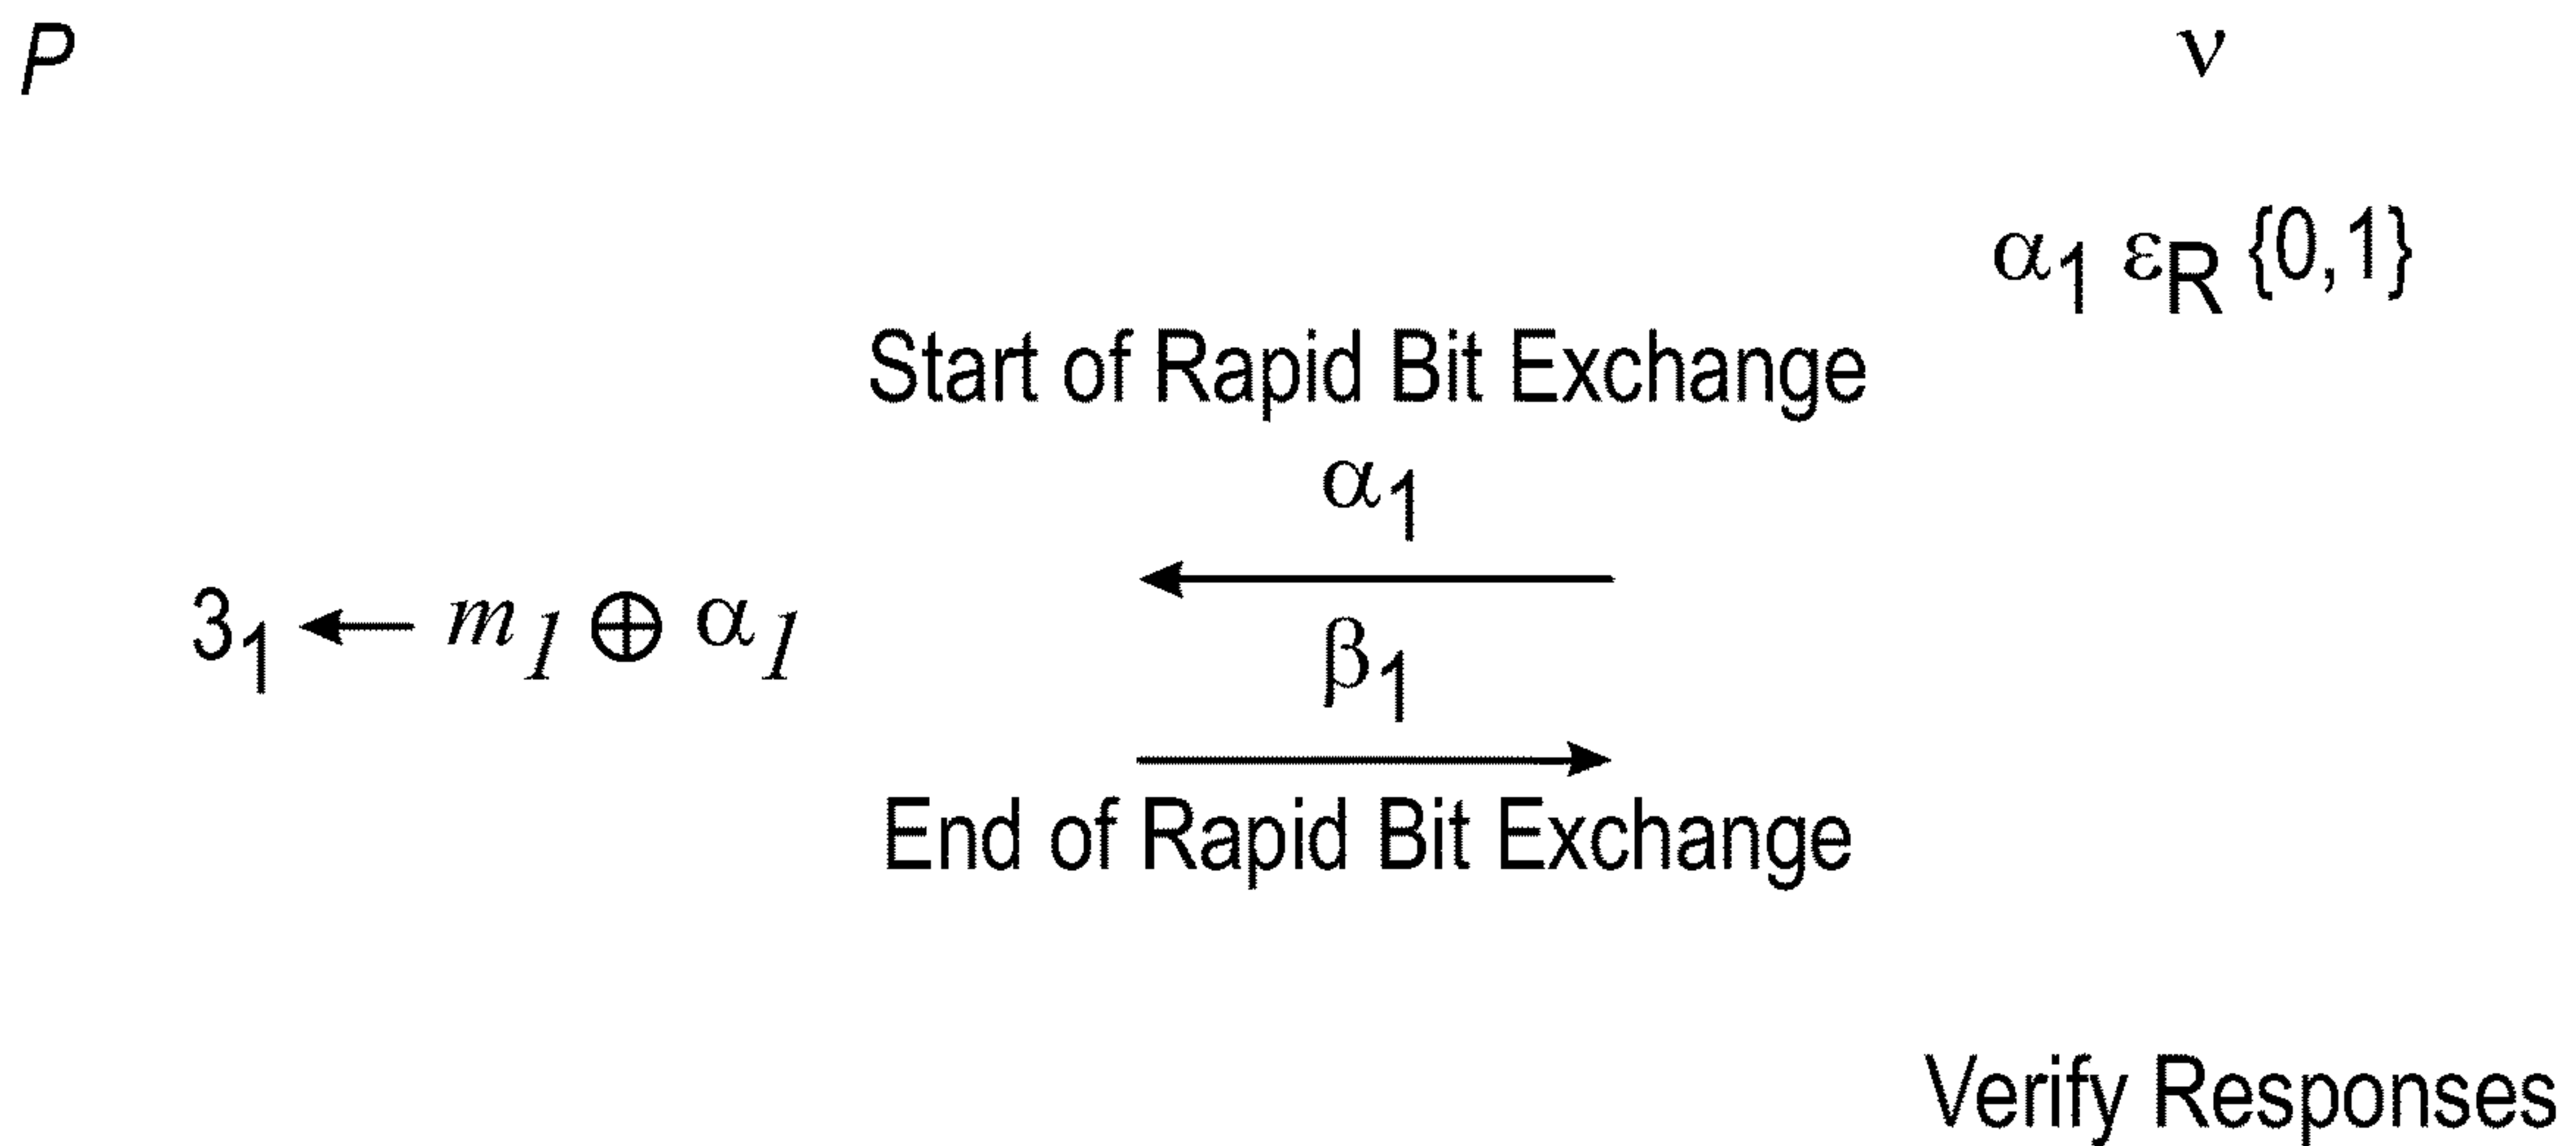 P ν
α₁ εR {0,1}
Start of Rapid Bit Exchange
α₁
3₁ ← m₁ ⊕ α₁
β₁
End of Rapid Bit Exchange
Verify Responses